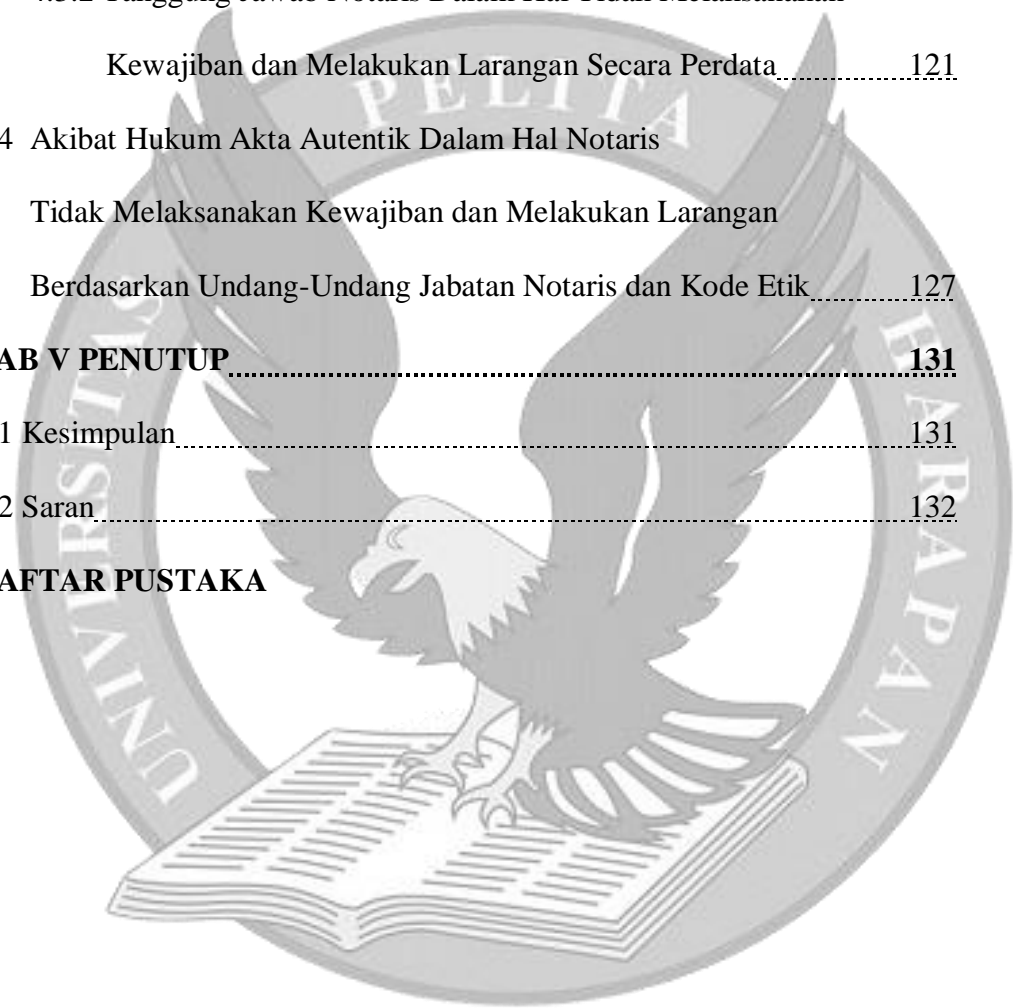 Kewajiban dan Melakukan Larangan Secara Perdata 121
4 Akibat Hukum Akta Autentik Dalam Hal Notaris
Tidak Melaksanakan Kewajiban dan Melakukan Larangan
Berdasarkan Undang-Undang Jabatan Notaris dan Kode Etik 127
AB V PENUTUP 131
1 Kesimpulan 131
2 Saran 132
AFTAR PUSTAKA
UNIVERSITAS PELITA HARAPAN